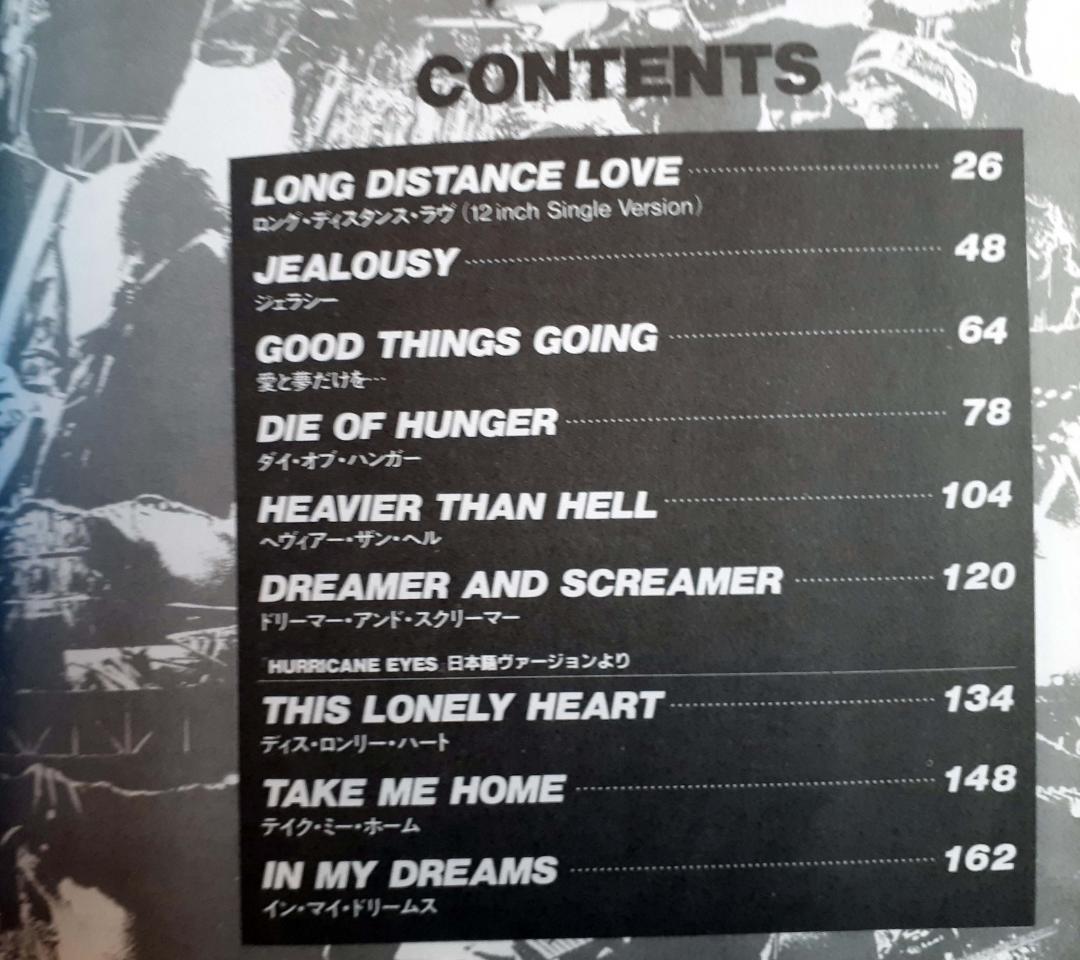 CONTENTS
LONG DISTANCE LOVE 26
ロング・ディスタンス・ラヴ (12 inch Single Version)
JEALOUSY 48
ジェラシー
GOOD THINGS GOING 64
愛と夢だけを…
DIE OF HUNGER 78
ダイ・オブ・ハンガー
HEAVIER THAN HELL 104
ヘヴィアー・ザン・ヘル
DREAMER AND SCREAMER 120
ドリーマー・アンド・スクリーマー
「HURRICANE EYES」日本語ヴァージョンより
THIS LONELY HEART 134
ディス・ロンリー・ハート
TAKE ME HOME 148
テイク・ミー・ホーム
IN MY DREAMS 162
イン・マイ・ドリームス